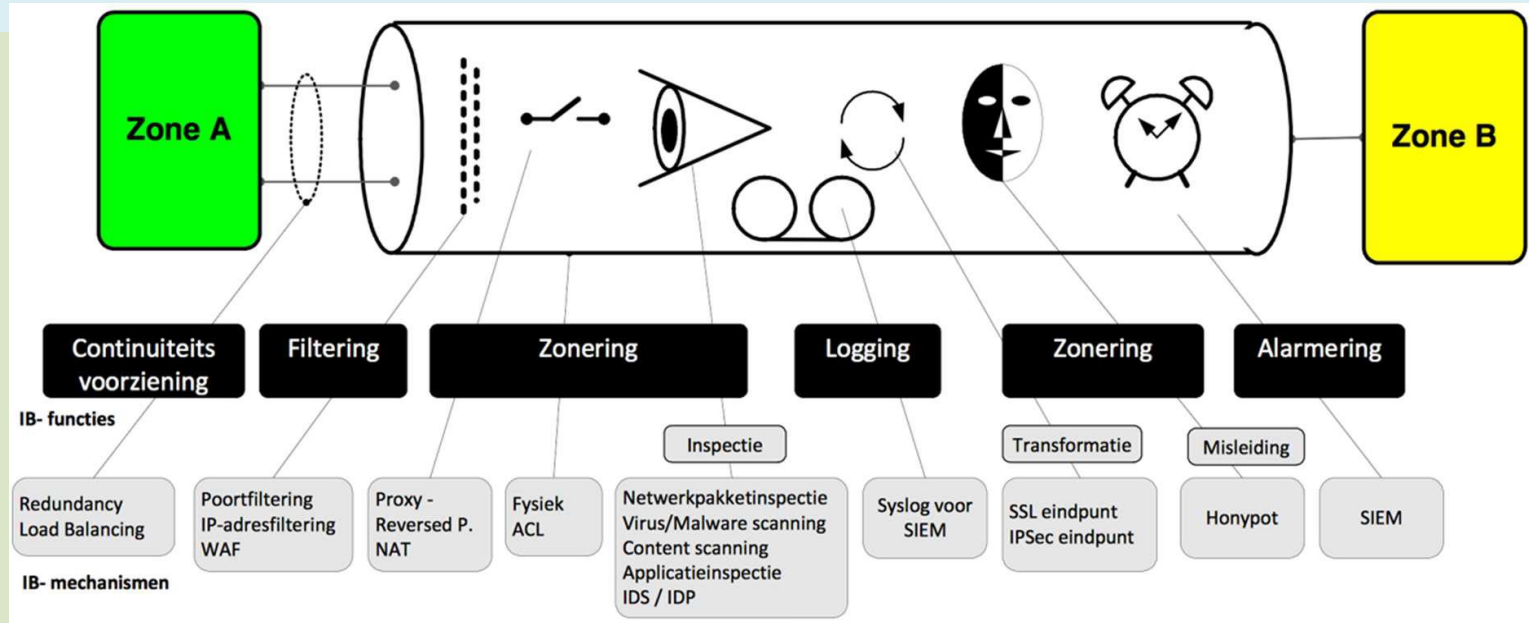 Zone A
Zone B
Continuiteits
voorziening
Filtering
Zonering
Logging
Zonering
Alarmering
IB- functies
Inspectie
Transformatie
Misleiding
Redundancy
Load Balancing
Poortfiltering
IP-adresfiltering
WAF
Proxy -
Reversed P.
NAT
Fysiek
ACL
Netwerkpakketinspectie
Virus/Malware scanning
Content scanning
Applicatieinspectie
IDS / IDP
Syslog voor
SIEM
SSL eindpunt
IPSec eindpunt
Honypot
SIEM
IB- mechanismen